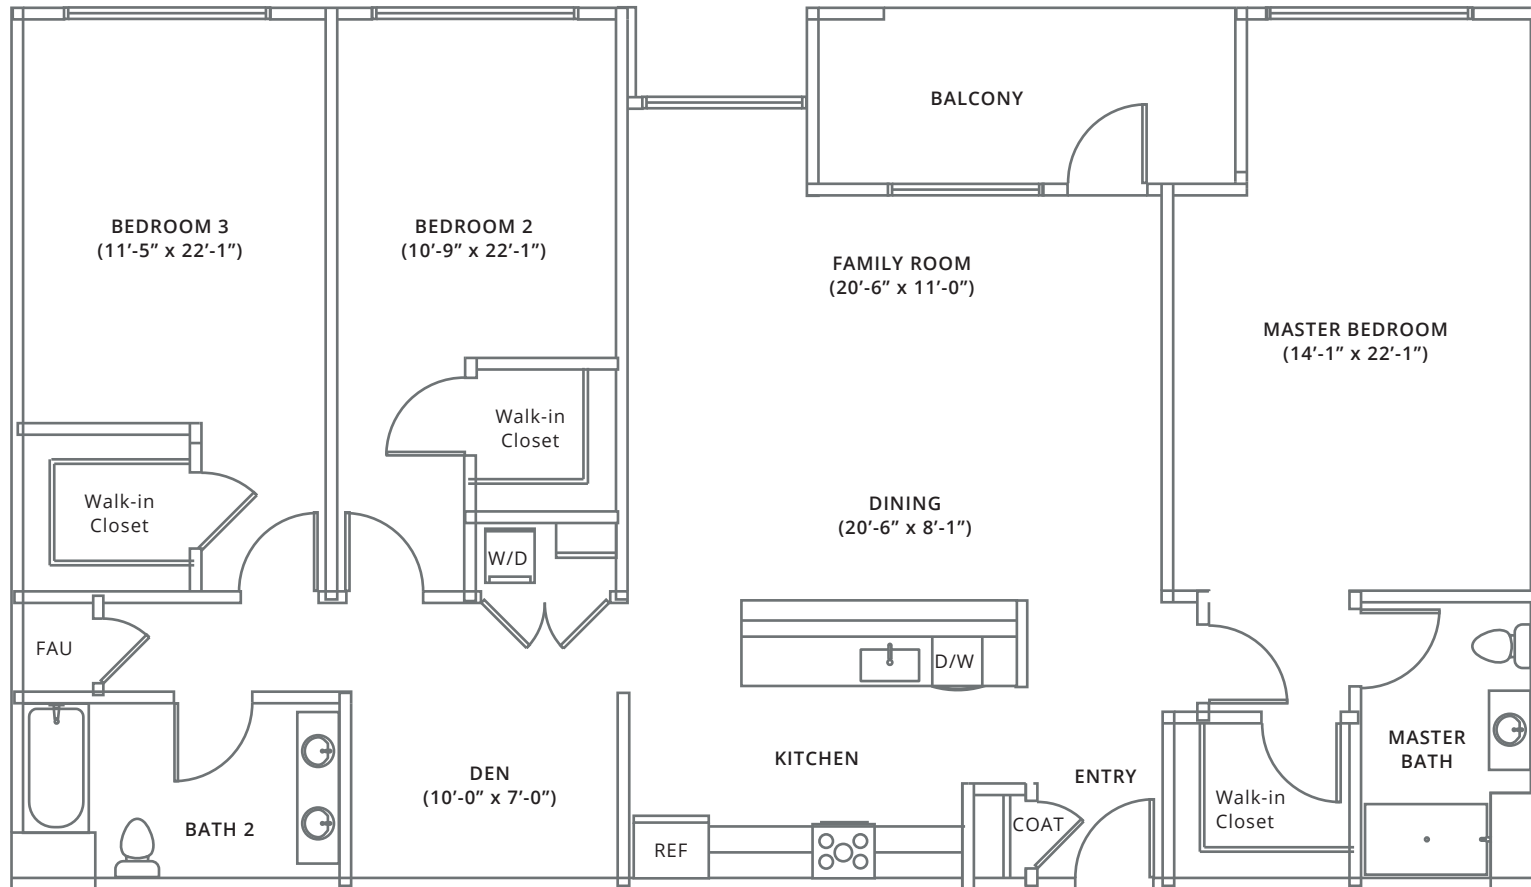 BALCONY
BEDROOM 3
(11’-5” x 22’-1”)
BEDROOM 2
(10’-9” x 22’-1”)
FAMILY ROOM
(20’-6” x 11’-0”)
MASTER BEDROOM
(14’-1” x 22’-1”)
Walk-in
Closet
Walk-in
Closet
DINING
(20’-6” x 8’-1”)
W/D
FAU
D/W
MASTER
BATH
KITCHEN
DEN
(10’-0” x 7’-0”)
ENTRY
Walk-in
Closet
BATH 2
COAT
REF